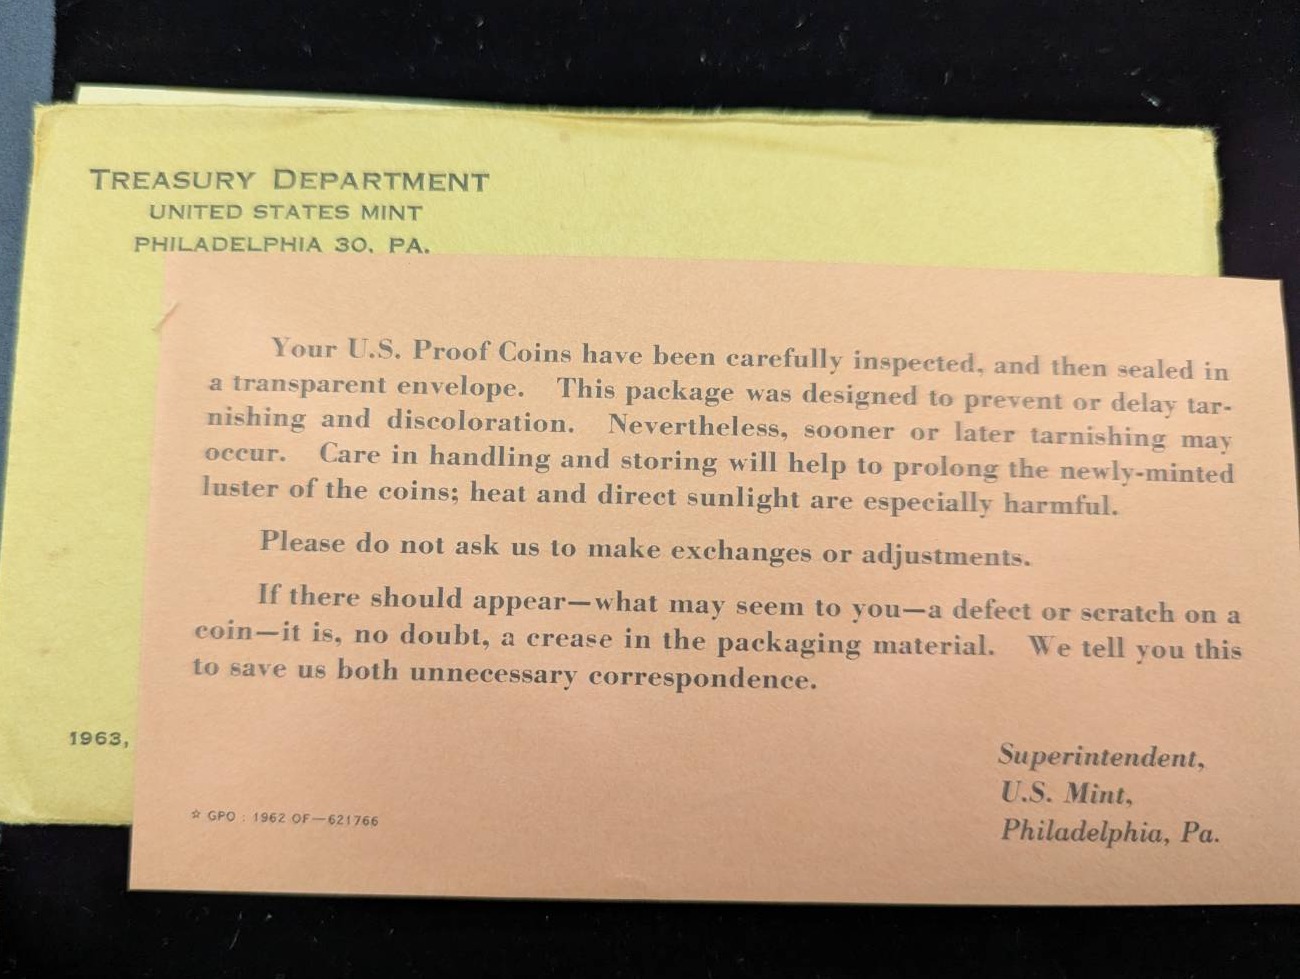 TREASURY DEPARTMENT
UNITED STATES MINT
PHILADELPHIA 30, PA.
Your U.S. Proof Coins have been carefully inspected, and then sealed in
a transparent envelope. This package was designed to prevent or delay tar-
nishing and discoloration. Nevertheless, sooner or later tarnishing may
occur. Care in handling and storing will help to prolong the newly-minted
luster of the coins; heat and direct sunlight are especially harmful.
Please do not ask us to make exchanges or adjustments.
If there should appear—what may seem to you—a defect or scratch on a
coin—it is, no doubt, a crease in the packaging material. We tell you this
to save us both unnecessary correspondence.
1963,
Superintendent,
U.S. Mint,
Philadelphia, Pa.
☆ GPO : 1962 OF—621766